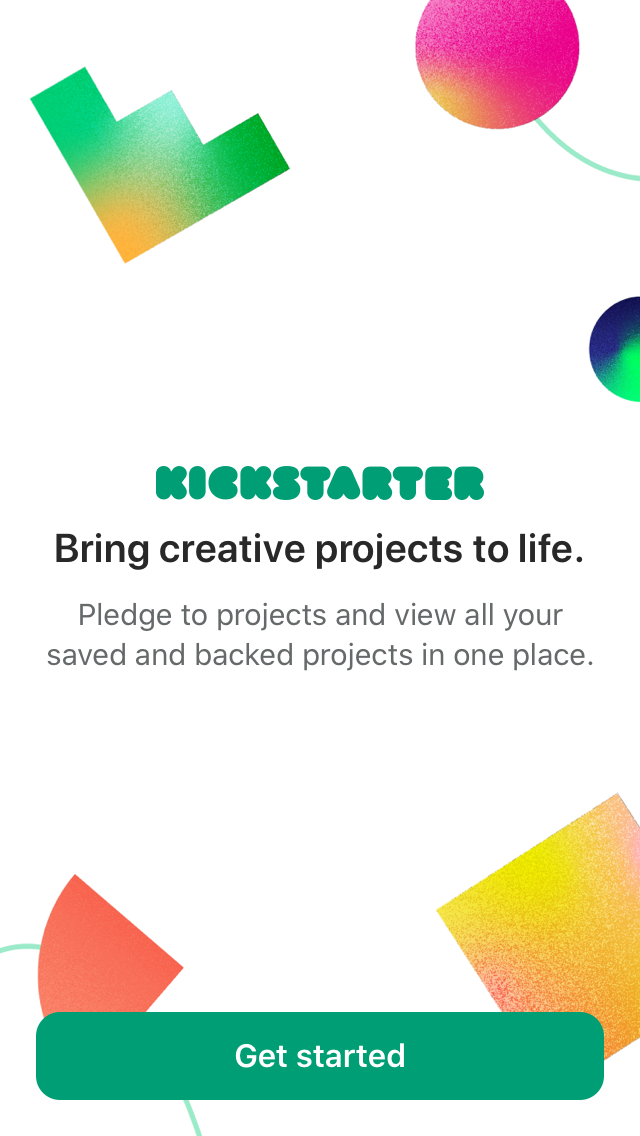 KICKSTARTER
Bring creative projects to life.
Pledge to projects and view all your
saved and backed projects in one place.
Get started